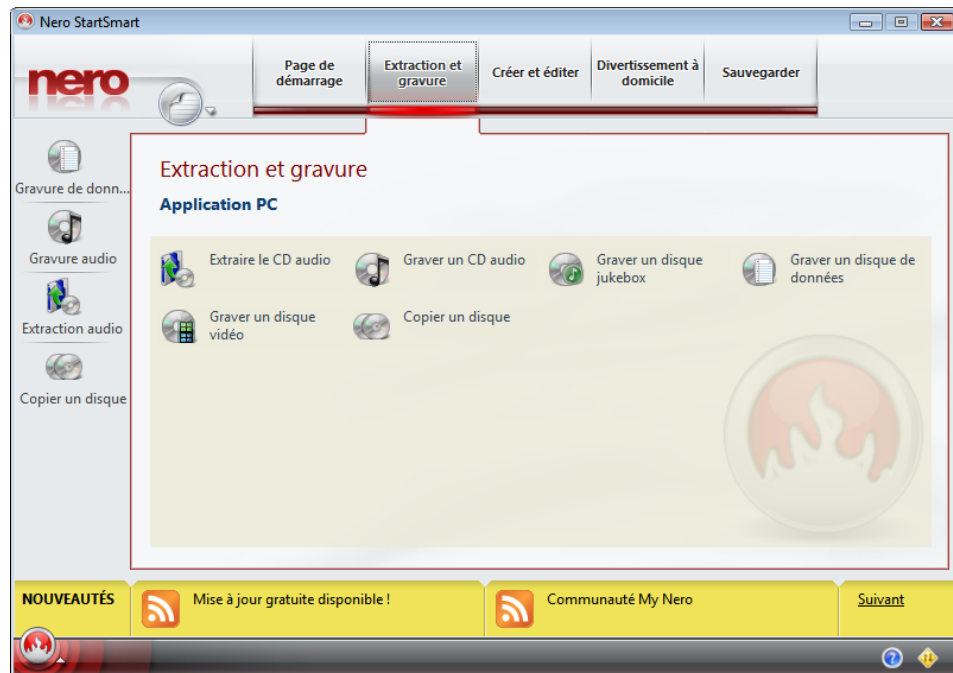 Nero StartSmart
nero
Page de
démarrage
Extraction et
gravure
Créer et éditer
Divertissement à
domicile
Sauvegarder
Gravure de donn...
Gravure audio
Extraction audio
Copier un disque
Extraction et gravure
Application PC
Extraire le CD audio
Graver un CD audio
Graver un disque
jukebox
Graver un disque de
données
Graver un disque
vidéo
Copier un disque
NOUVEAUTÉS
Mise à jour gratuite disponible !
Communauté My Nero
Suivant